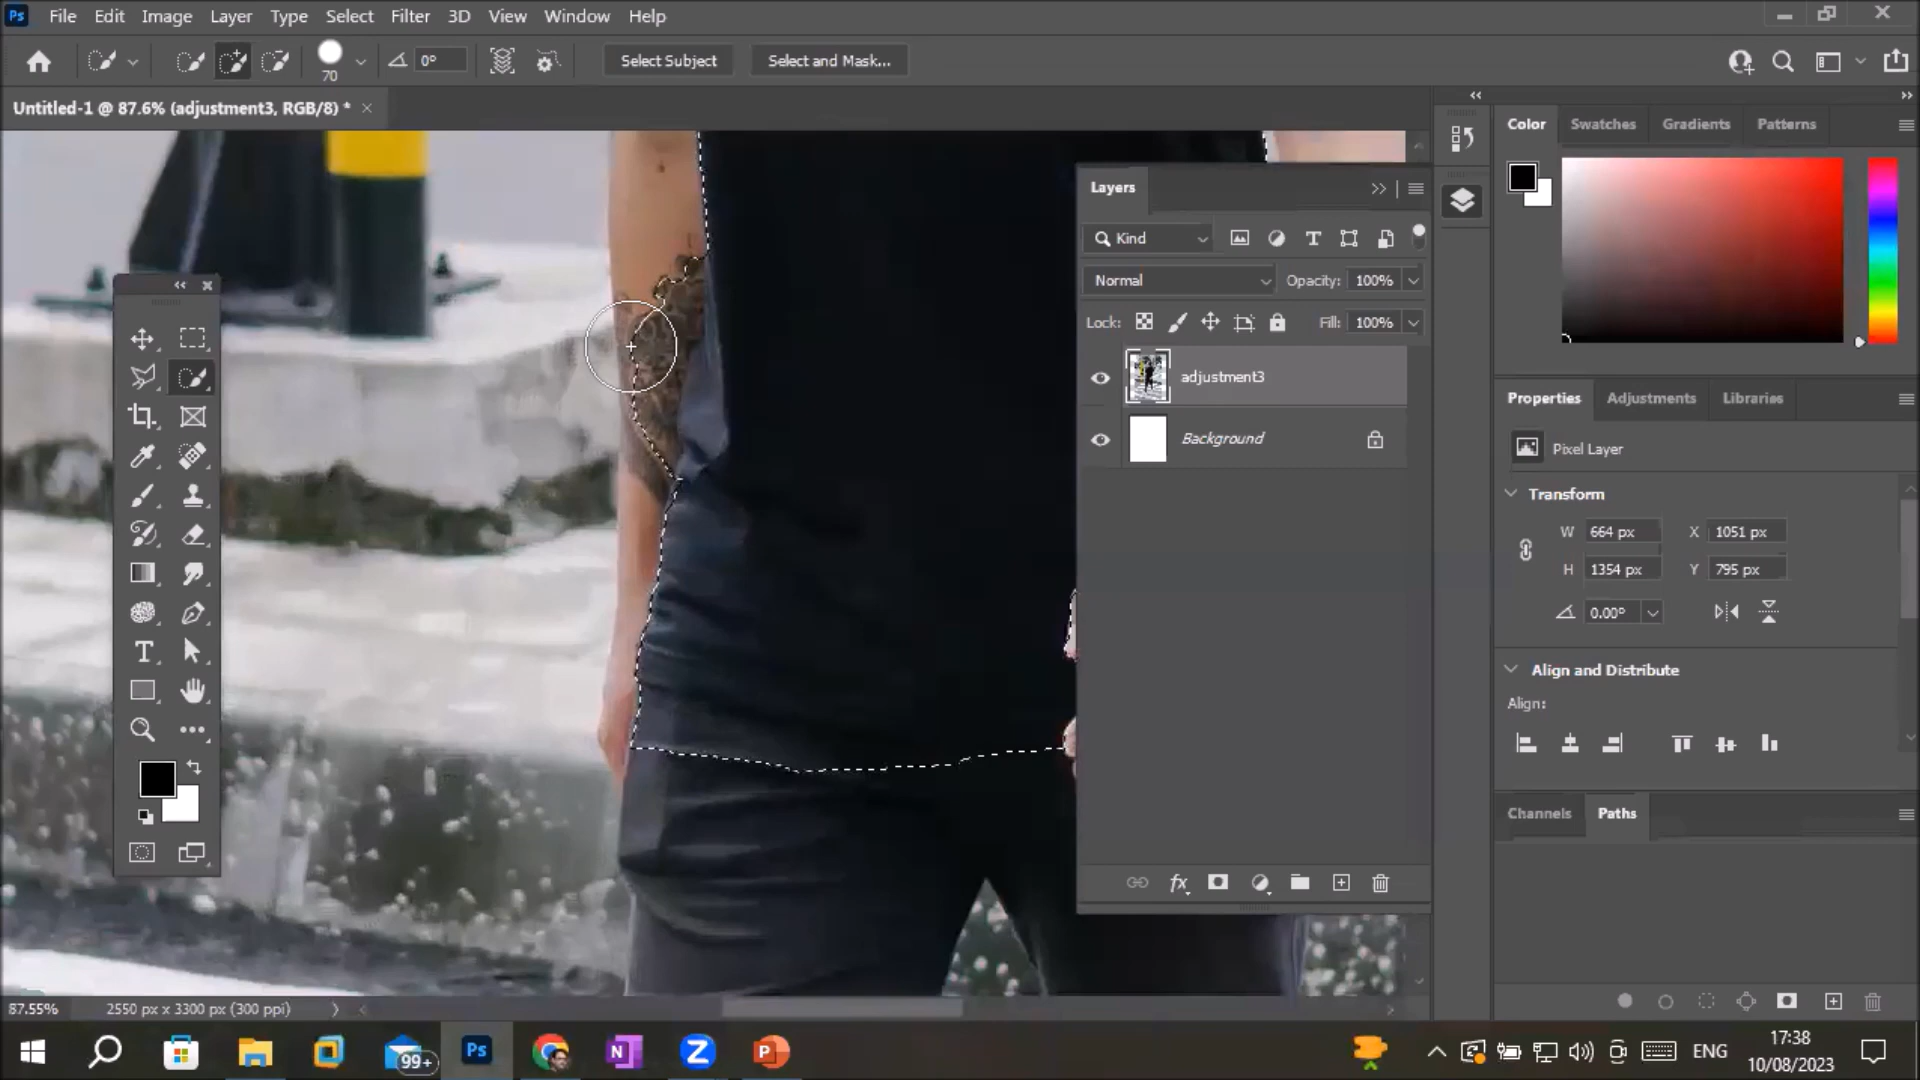 Ps File Edit Image Layer Type Select Filter 3D View Window Help
70 0° Select Subject Select and Mask...
Untitled-1 @ 87.6% (adjustment3, RGB/8) *
Color Swatches Gradients Patterns
Layers
Kind
Normal Opacity: 100%
Lock: Fill: 100%
adjustment3
Background
Properties Adjustments Libraries
Pixel Layer
Transform
W 664 px X 1051 px
H 1354 px Y 795 px
0.00°
Align and Distribute
Align:
Channels Paths
87.55% 2550 px x 3300 px (300 ppi)
99+ Ps N Z P ENG 17:38
10/08/2023